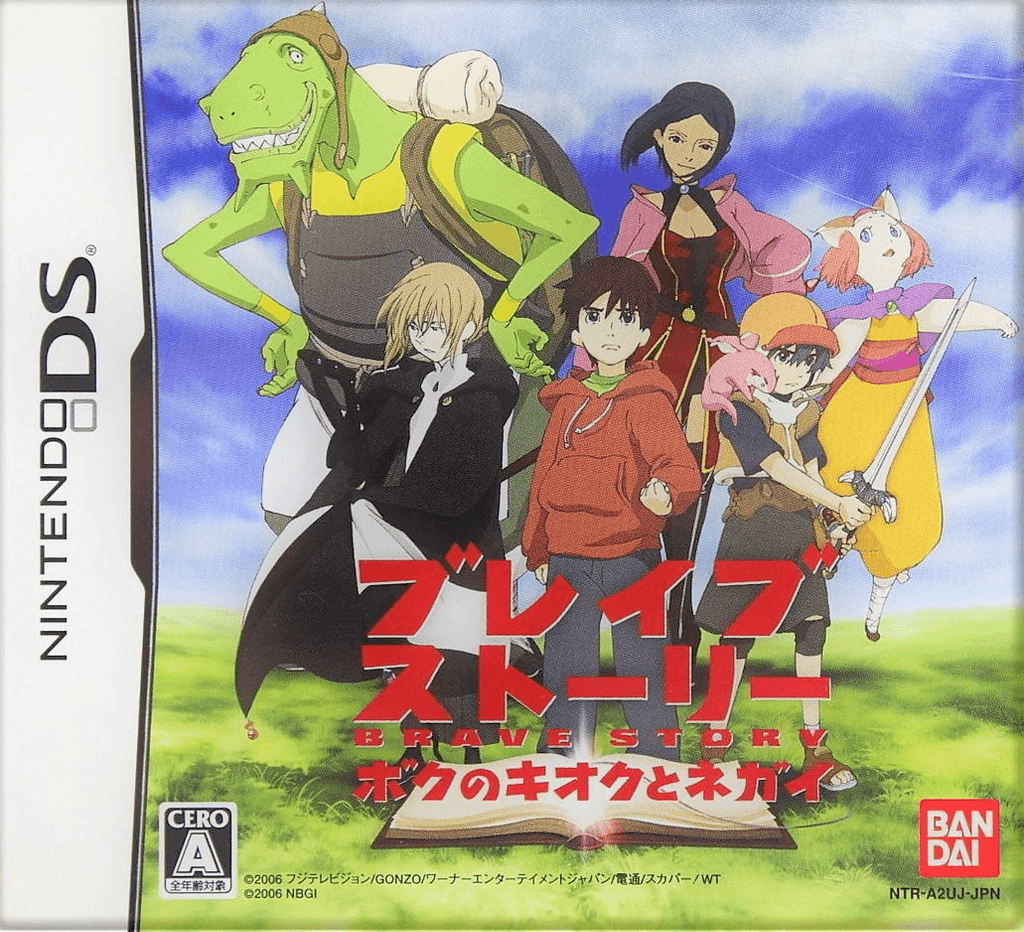 NINTENDO DS®
ブレイブ
ストーリー
BRAVE STORY
ボクのキオクとネガイ
CERO
A
全年齢対象
©2006 フジテレビジョン/GONZO/ワーナーエンターテイメントジャパン/電通/スカパー!WT
©2006 NBGI
BAN
DAI
NTR-A2UJ-JPN